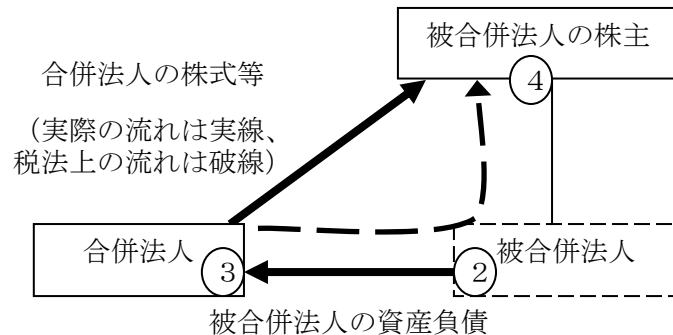 被合併法人の株主
④
合併法人の株式等
（実際の流れは実線、
税法上の流れは破線）
合併法人
③
②
被合併法人
被合併法人の資産負債